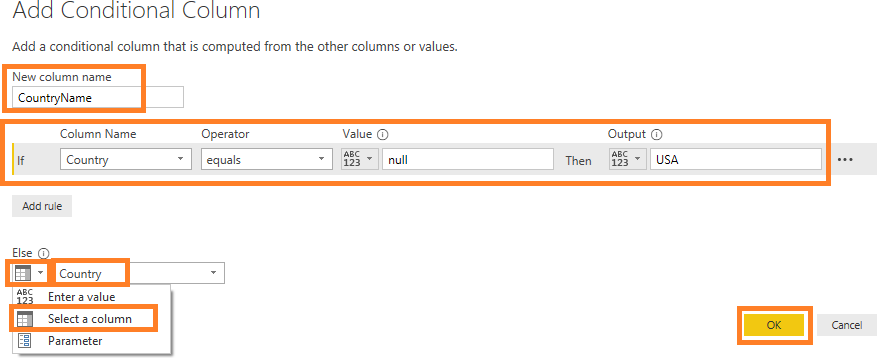 Add Conditional Column
Add a conditional column that is computed from the other columns or values.
New column name
CountryName
Column Name Operator Value Output
If Country equals ABC 123 null Then ABC 123 USA ...
Add rule
Else
Country
ABC 123 Enter a value
Select a column
Parameter
OK Cancel